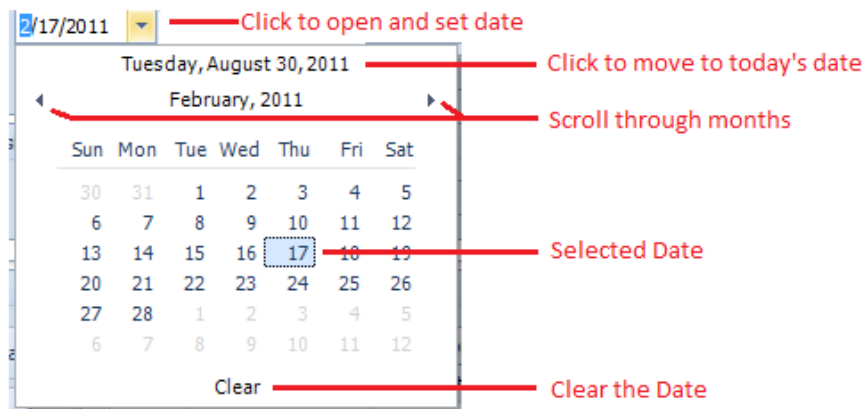 2/17/2011 Click to open and set date
Tuesday, August 30, 2011 Click to move to today's date
February, 2011
Scroll through months
Sun Mon Tue Wed Thu Fri Sat
30 31 1 2 3 4 5
6 7 8 9 10 11 12
13 14 15 16 17 18 19 Selected Date
20 21 22 23 24 25 26
27 28 1 2 3 4 5
6 7 8 9 10 11 12
Clear Clear the Date